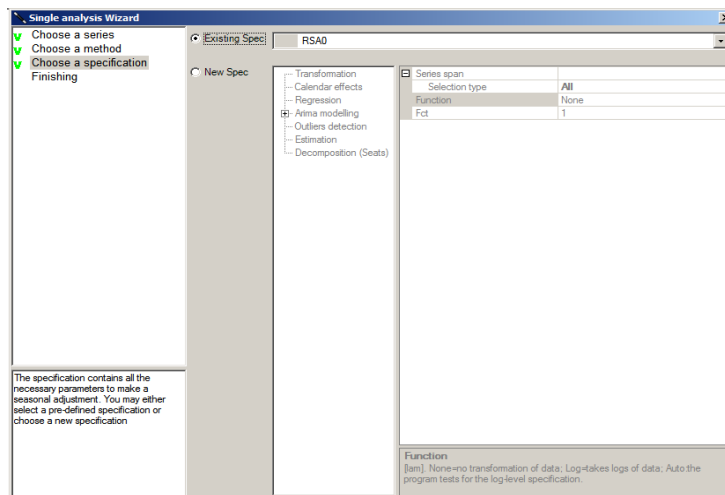 Single analysis Wizard
v Choose a series
v Choose a method
v Choose a specification
Finishing
Existing Spec
RSA0
New Spec
Transformation
Calendar effects
Regression
Arima modelling
Outliers detection
Estimation
Decomposition (Seats)
Series span
Selection type All
Function None
Fct 1
The specification contains all the
necessary parameters to make a
seasonal adjustment. You may either
select a pre-defined specification or
choose a new specification
Function
[lam]. None=no transformation of data; Log=takes logs of data; Auto:the
program tests for the log-level specification.